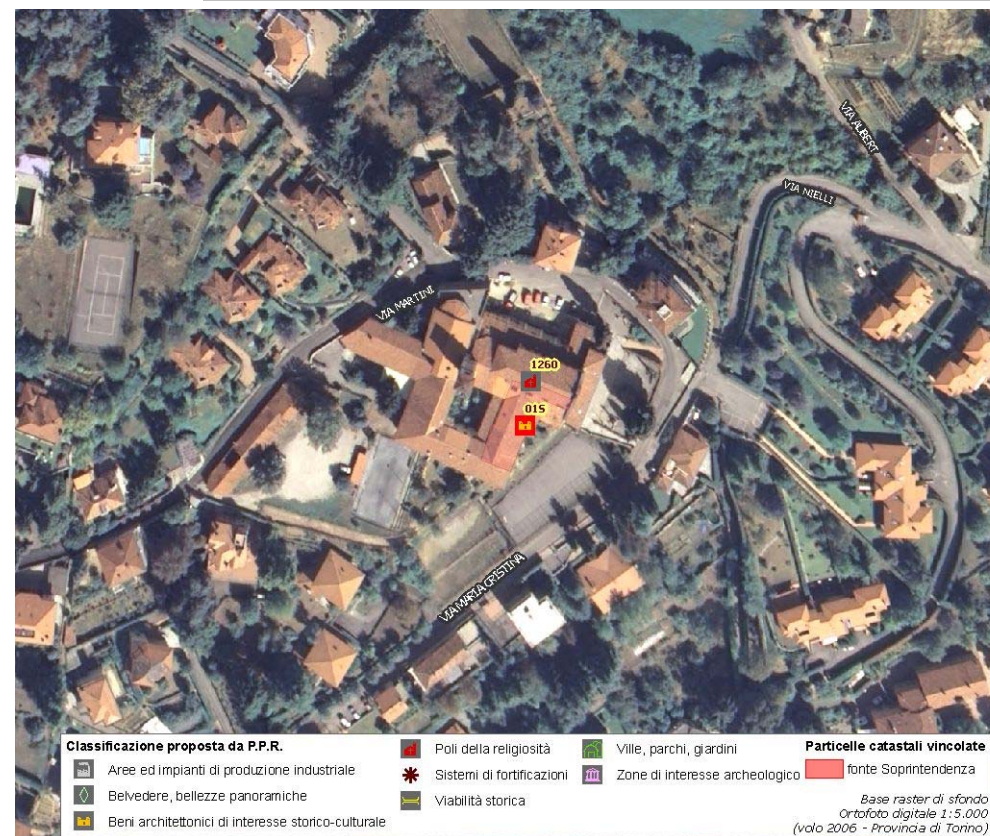 VIA ALIBERT
VIA NIELLI
VIA MARTINI
1260
015
VIA MARIA CRISTINA
Classificazione proposta da P.P.R.
Aree ed impianti di produzione industriale
Belvedere, bellezze panoramiche
Beni architettonici di interesse storico-culturale
Poli della religiosità
Sistemi di fortificazioni
Viabilità storica
Ville, parchi, giardini
Zone di interesse archeologico
Particelle catastali vincolate
fonte Soprintendenza
Base raster di sfondo
Ortofoto digitale 1:5.000
(volo 2006 - Provincia di Torino)